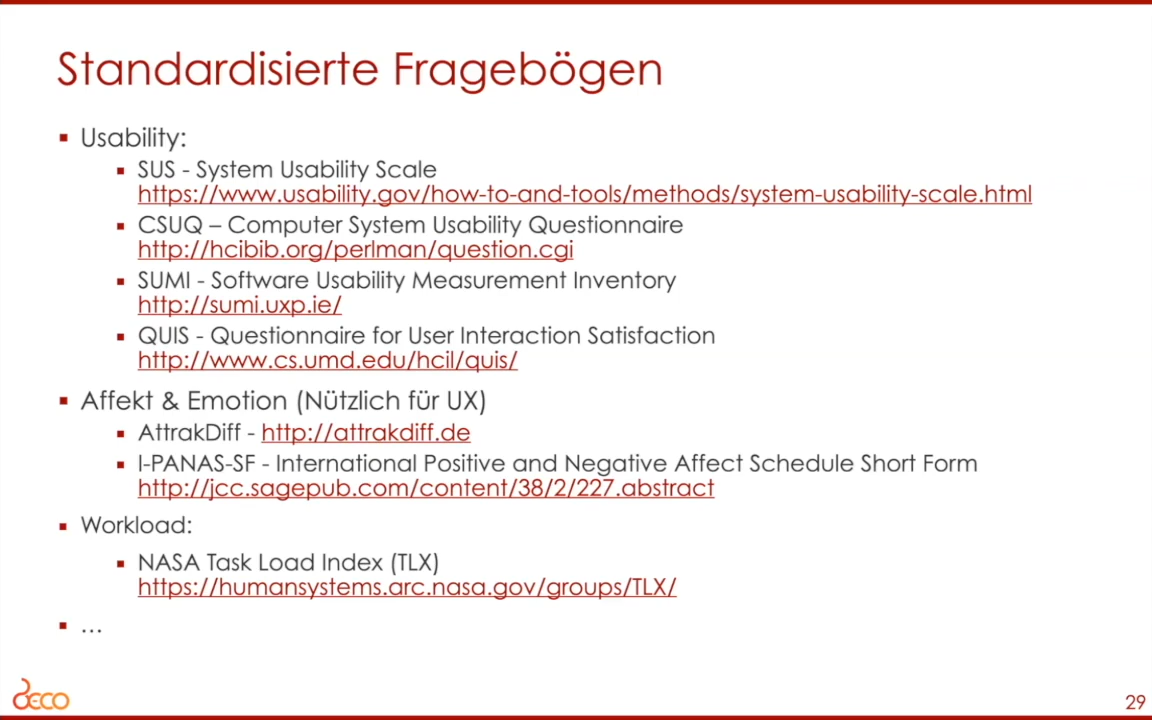 Standardisierte Fragebögen
Usability:
SUS - System Usability Scale
https://www.usability.gov/how-to-and-tools/methods/system-usability-scale.html
CSUQ – Computer System Usability Questionnaire
http://hcibib.org/perlman/question.cgi
SUMI - Software Usability Measurement Inventory
http://sumi.uxp.ie/
QUIS - Questionnaire for User Interaction Satisfaction
http://www.cs.umd.edu/hcil/quis/
Affekt & Emotion (Nützlich für UX)
AttrakDiff - http://attrakdiff.de
I-PANAS-SF - International Positive and Negative Affect Schedule Short Form
http://jcc.sagepub.com/content/38/2/227.abstract
Workload:
NASA Task Load Index (TLX)
https://humansystems.arc.nasa.gov/groups/TLX/
...
DECO
29